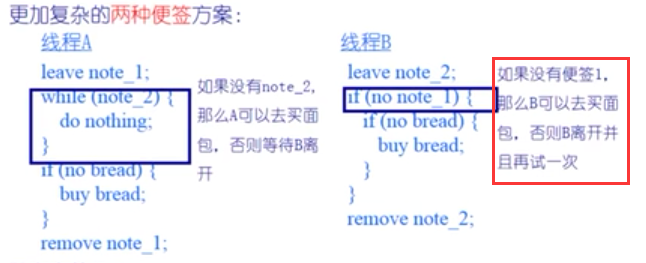 更加复杂的两种便签方案：
线程A
leave note_1;
while (note_2) {
do nothing;
}
if (no bread) {
buy bread;
}
remove note_1;
如果没有note_2,
那么A可以去买面
包，否则等待B离
开
线程B
leave note_2;
if (no note_1) {
if (no bread) {
buy bread;
}
}
remove note_2;
如果没有便签1,
那么B可以去买面
包，否则B离开并
且再试一次